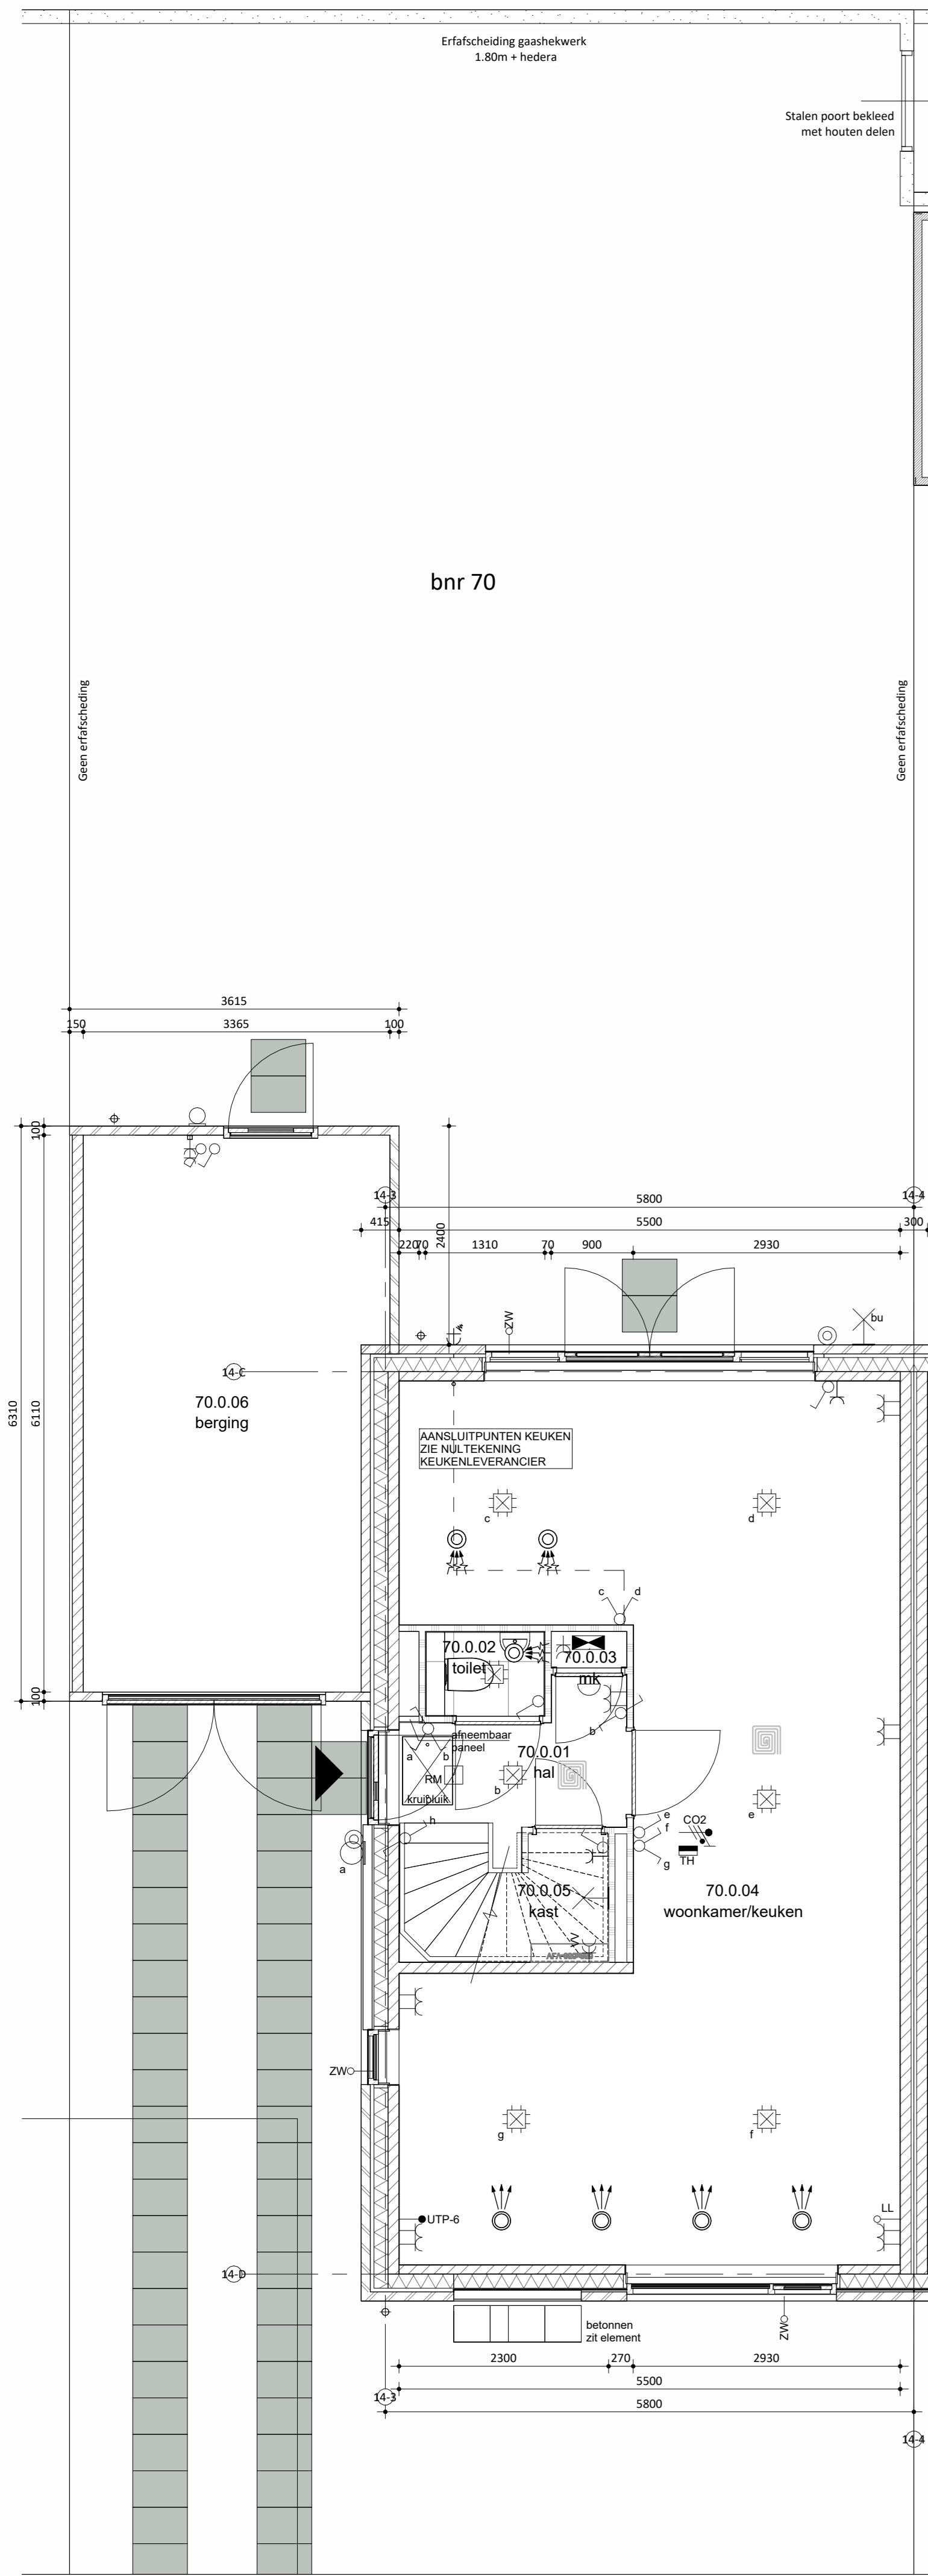 Erfafscheiding gaashekwerk
1.80m + hedera
Stalen poort bekleed
met houten delen
bnr 70
Geen erfafscheding
Geen erfafscheding
3615
150
3365
100
100
14-3
5800
14-4
415
5500
300
2400
220
70
1310
70
900
2930
ZW
bu
14-C
70.0.06
berging
6310
6110
AANSLUITPUNTEN KEUKEN
ZIE NULTEKENING
KEUKENLEVERANCIER
c
d
c
d
70.0.02
toilet
70.0.03
mk
100
b
afneembaar
paneel
a
b
70.0.01
hal
RM
b
kruipluik
e
h
e
CO2
f
g
TH
a
70.0.05
kast
70.0.04
woonkamer/keuken
VV
ZW
g
f
UTP-6
LL
14-D
betonnen
zit element
ZW
2300
270
2930
5500
14-3
5800
14-4